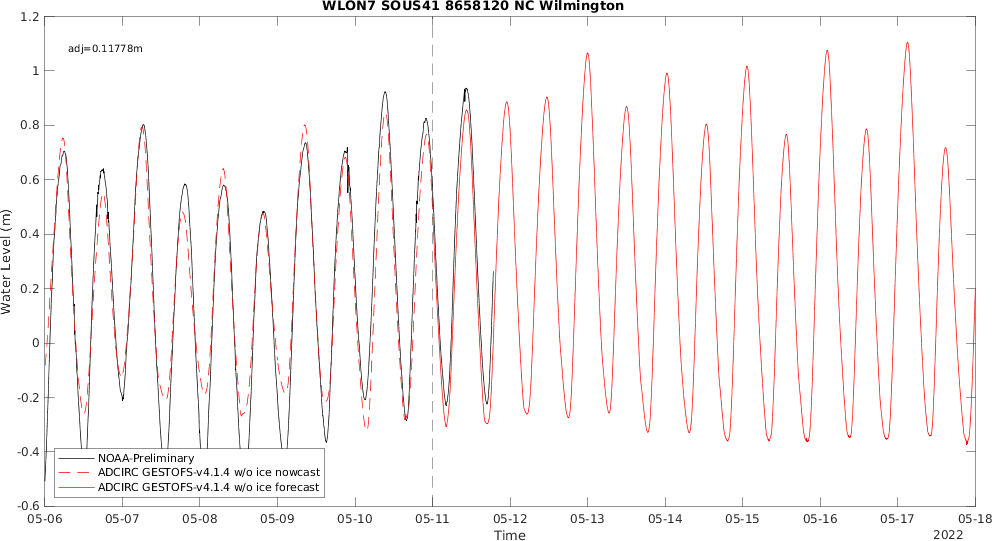 WLON7 SOUS41 8658120 NC Wilmington
adj=0.11778m
1.2
1
0.8
0.6
0.4
0.2
0
-0.2
-0.4
-0.6
Water Level (m)
NOAA-Preliminary
ADCIRC GESTOFS-v4.1.4 w/o ice nowcast
ADCIRC GESTOFS-v4.1.4 w/o ice forecast
05-06 05-07 05-08 05-09 05-10 05-11 05-12 05-13 05-14 05-15 05-16 05-17 05-18
Time
2022